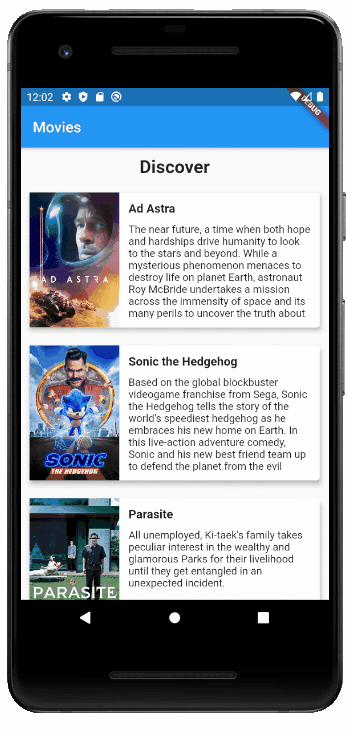 12:02
DEBUG
Movies
Discover
AD ASTRA
Ad Astra
The near future, a time when both hope
and hardships drive humanity to look
to the stars and beyond. While a
mysterious phenomenon menaces to
destroy life on planet Earth, astronaut
Roy McBride undertakes a mission
across the immensity of space and its
many perils to uncover the truth about
SONIC
THE HEDGEHOG
Sonic the Hedgehog
Based on the global blockbuster
videogame franchise from Sega, Sonic
the Hedgehog tells the story of the
world's speediest hedgehog as he
embraces his new home on Earth. In
this live-action adventure comedy,
Sonic and his new best friend team up
to defend the planet from the evil
PARASITE
Parasite
All unemployed, Ki-taek's family takes
peculiar interest in the wealthy and
glamorous Parks for their livelihood
until they get entangled in an
unexpected incident.